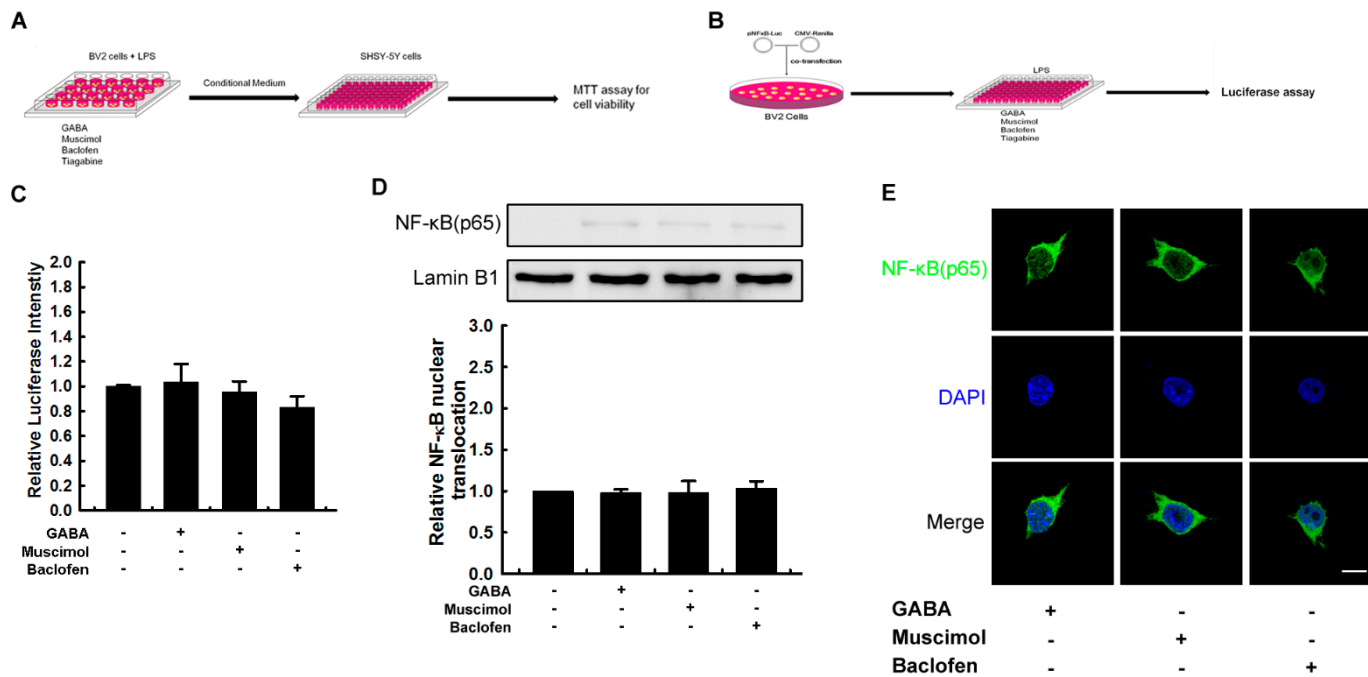 A
BV2 cells + LPS
Conditional Medium
SHSY-5Y cells
MTT assay for
cell viability
GABA
Muscimol
Baclofen
Tiagabine
B
pNFκB-Luc
CMV-Renilla
co-transfection
BV2 Cells
LPS
GABA
Muscimol
Baclofen
Tiagabine
Luciferase assay
C
Relative Luciferase Intenstiy
2.0
1.8
1.6
1.4
1.2
1.0
0.8
0.6
0.4
0.2
0.0
GABA - + - -
Muscimol - - + -
Baclofen - - - +
D
NF-κB(p65)
Lamin B1
Relative NF-κB nuclear
translocation
3.0
2.5
2.0
1.5
1.0
0.5
0.0
GABA - + - -
Muscimol - - + -
Baclofen - - - +
E
NF-κB(p65)
DAPI
Merge
GABA + - -
Muscimol - + -
Baclofen - - +